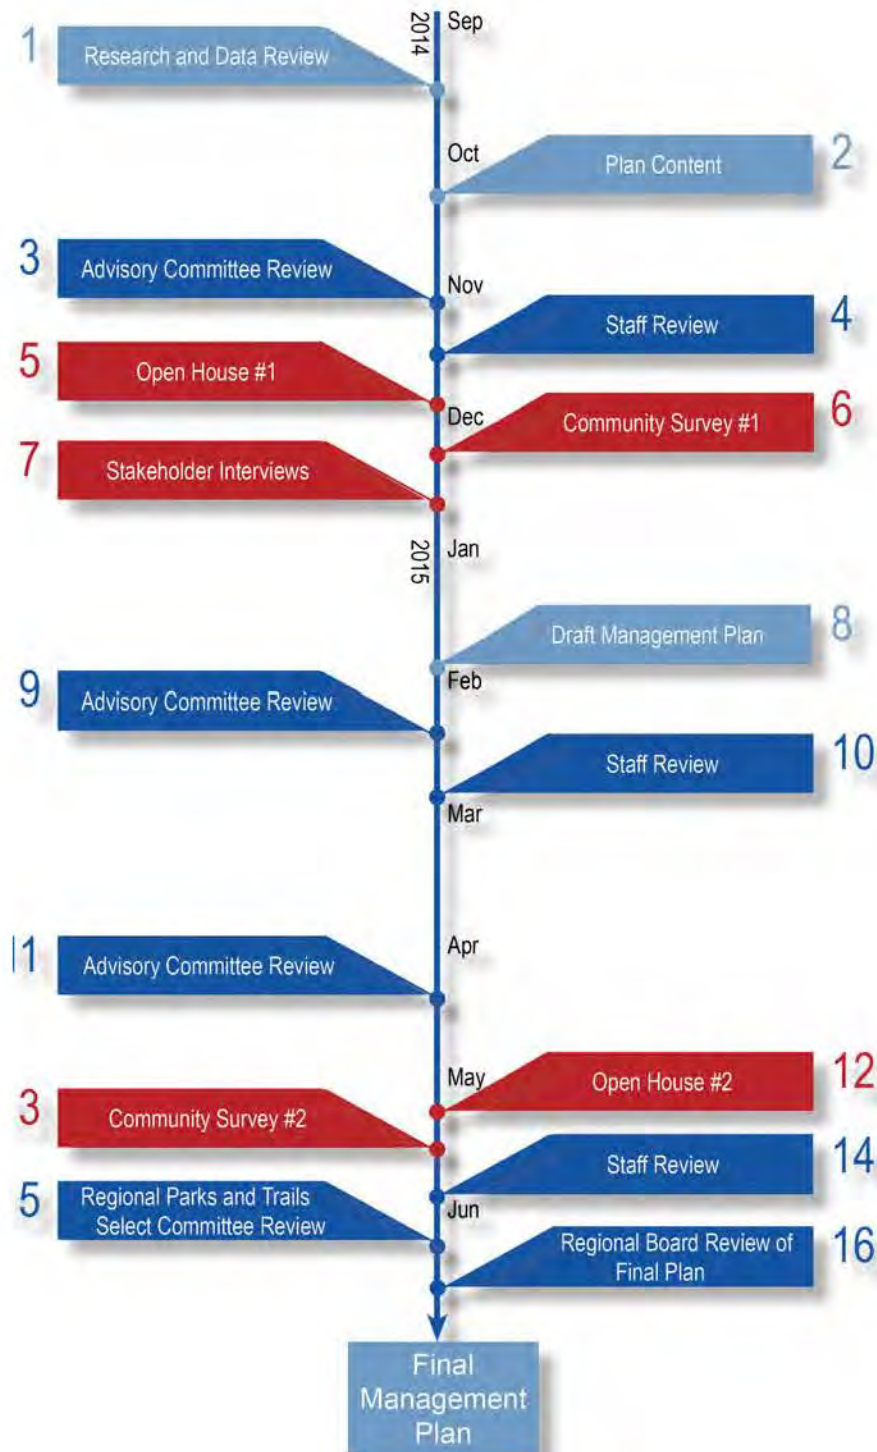 2014
Sep
1
Research and Data Review
Oct
2
Plan Content
3
Advisory Committee Review
Nov
4
Staff Review
5
Open House #1
Dec
6
Community Survey #1
7
Stakeholder Interviews
2015
Jan
8
Draft Management Plan
Feb
9
Advisory Committee Review
10
Staff Review
Mar
Apr
11
Advisory Committee Review
May
12
Open House #2
3
Community Survey #2
14
Staff Review
5
Regional Parks and Trails
Select Committee Review
Jun
16
Regional Board Review of
Final Plan
Final
Management
Plan